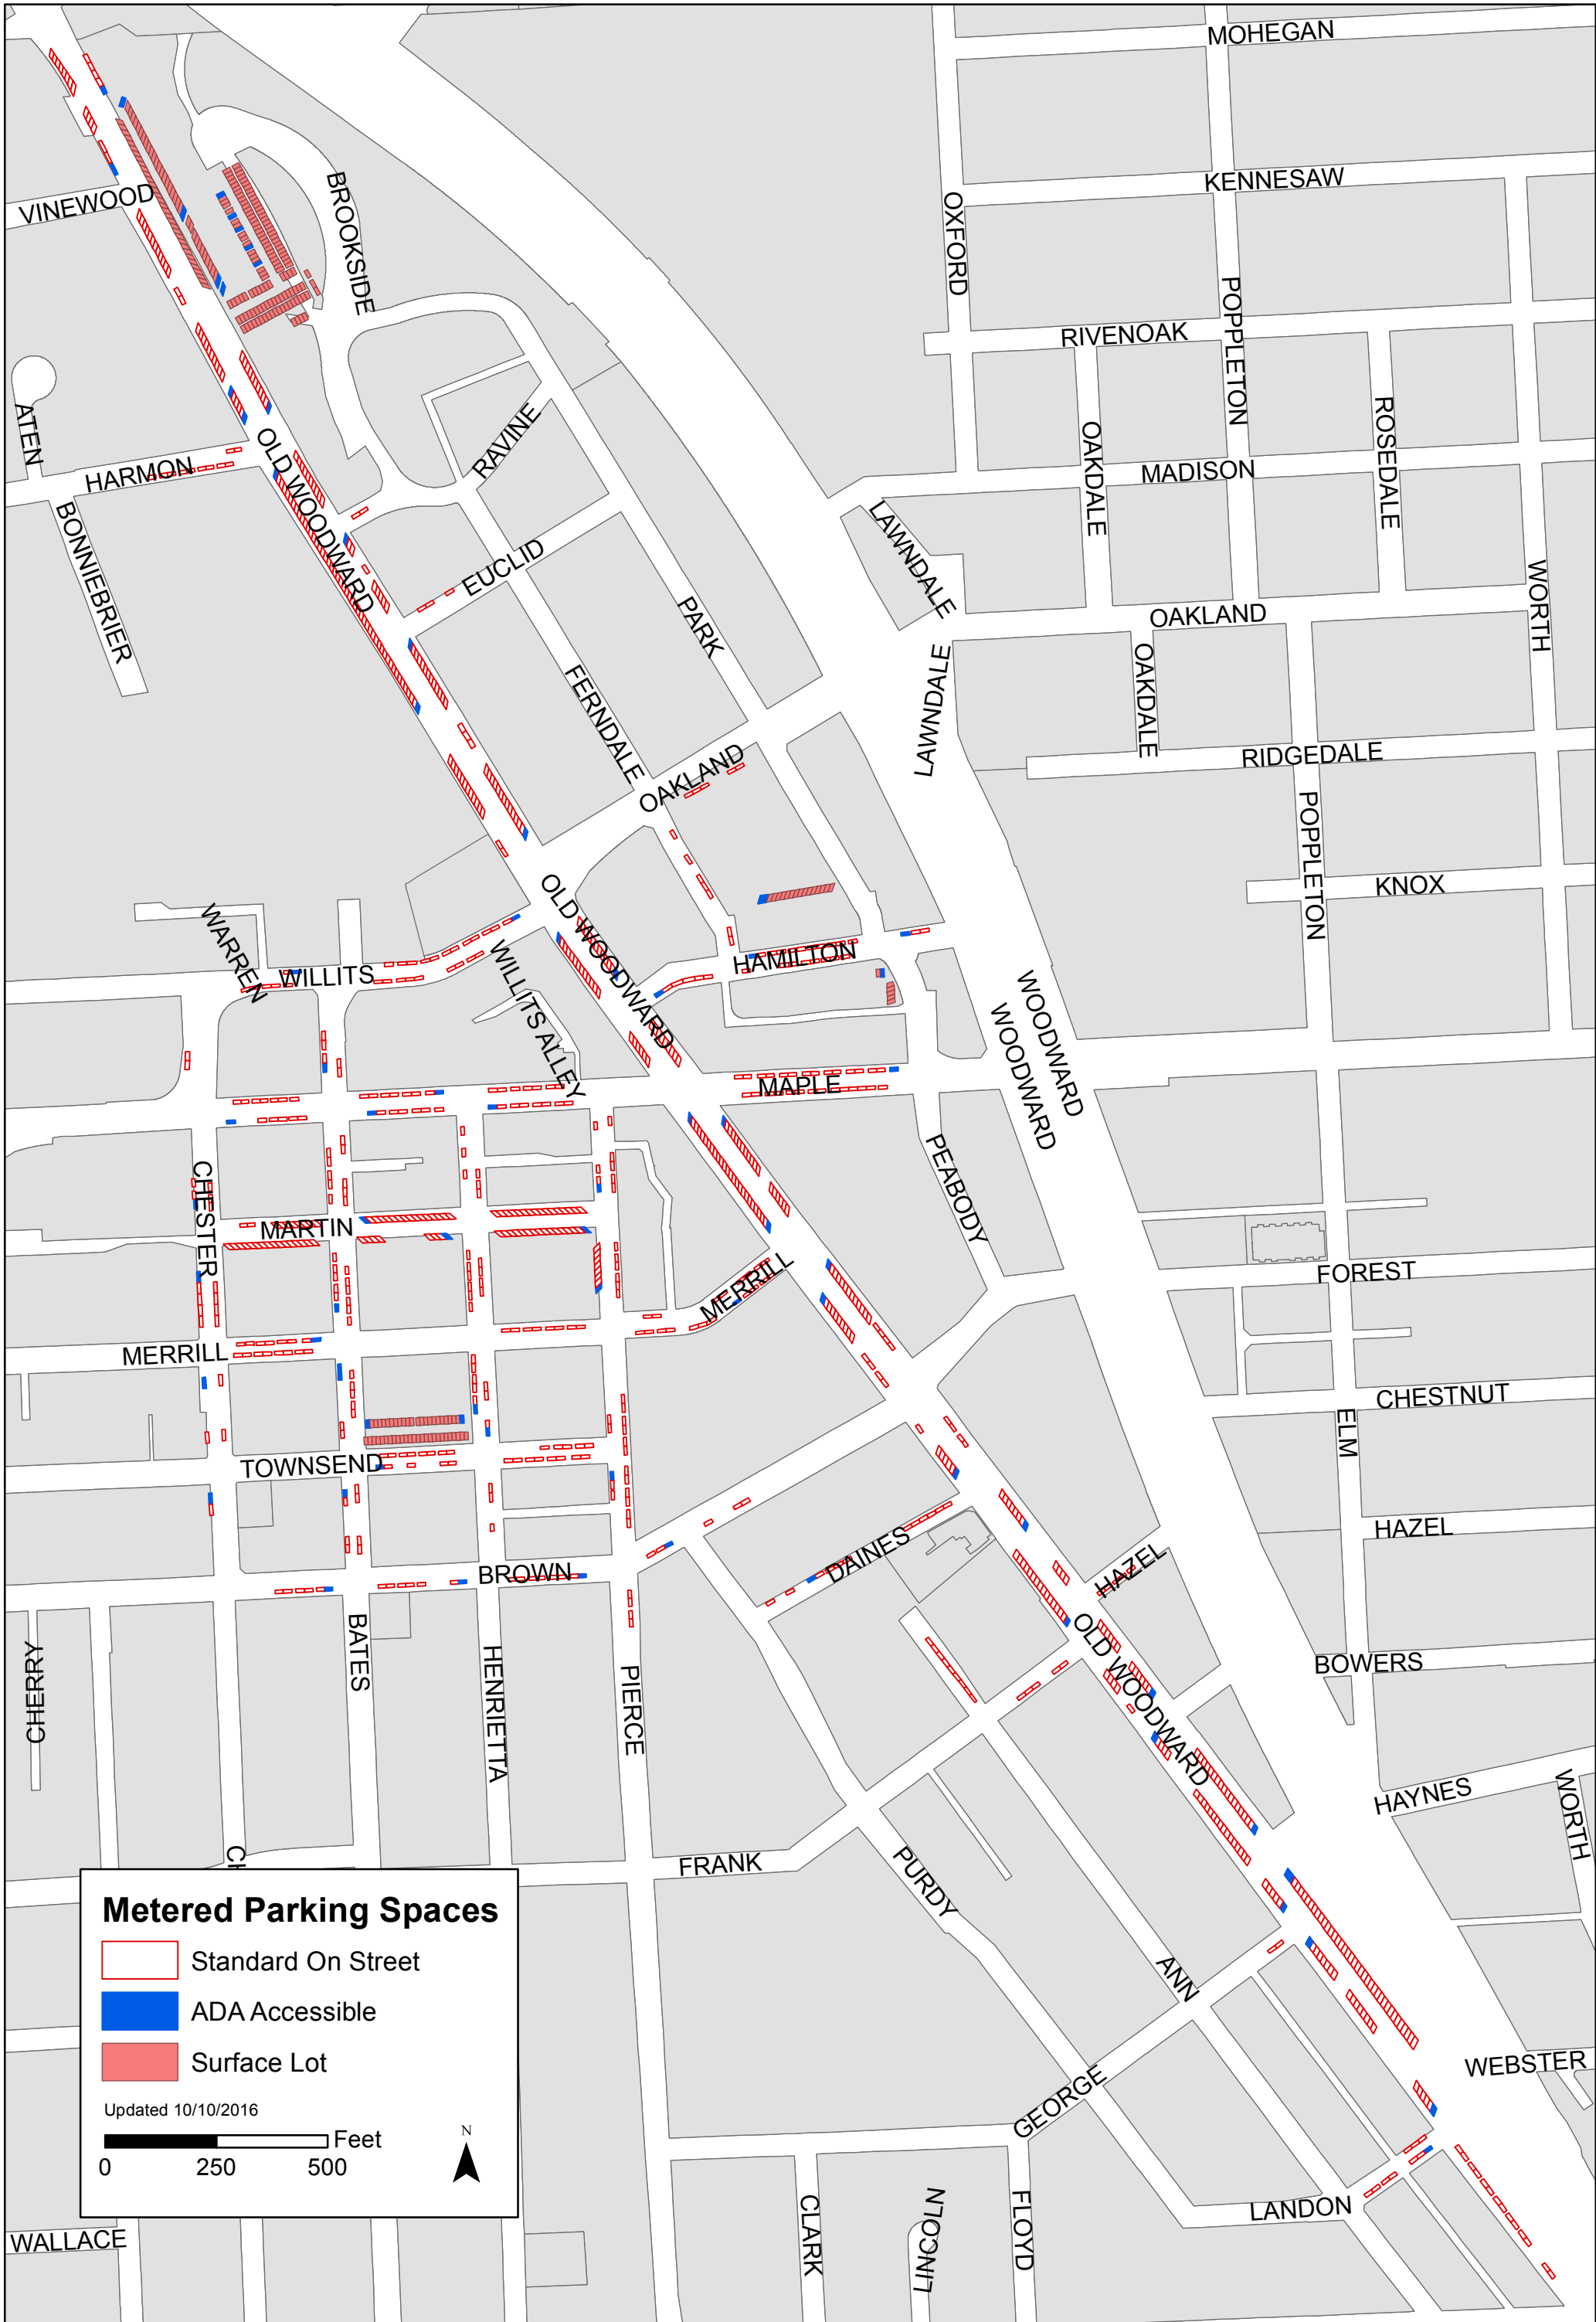 MOHEGAN
KENNESAW
VINEWOOD
BROOKSIDE
OXFORD
POPPLETON
RIVENOAK
ATEN
RAVINE
OAKDALE
ROSEDALE
MADISON
HARMON
OLD WOODWARD
BONNIEBRIER
LAWNDALE
EUCLID
WORTH
PARK
OAKLAND
FERNDALE
LAWNDALE
OAKDALE
RIDGEDALE
OAKLAND
POPPLETON
KNOX
OLD WOODWARD
WARREN
WILLITS
WILLITS ALLEY
HAMILTON
WOODWARD
WOODWARD
MAPLE
PEABODY
CHESTER
MARTIN
MERRILL
FOREST
MERRILL
CHESTNUT
ELM
TOWNSEND
HAZEL
DAINES
HAZEL
BROWN
OLD WOODWARD
BATES
CHERRY
HENRIETTA
PIERCE
BOWERS
HAYNES
WORTH
CH
FRANK
PURDY
ANN
GEORGE
WEBSTER
LANDON
CLARK
LINCOLN
FLOYD
WALLACE
Metered Parking Spaces
Standard On Street
ADA Accessible
Surface Lot
Updated 10/10/2016
Feet
0 250 500
N